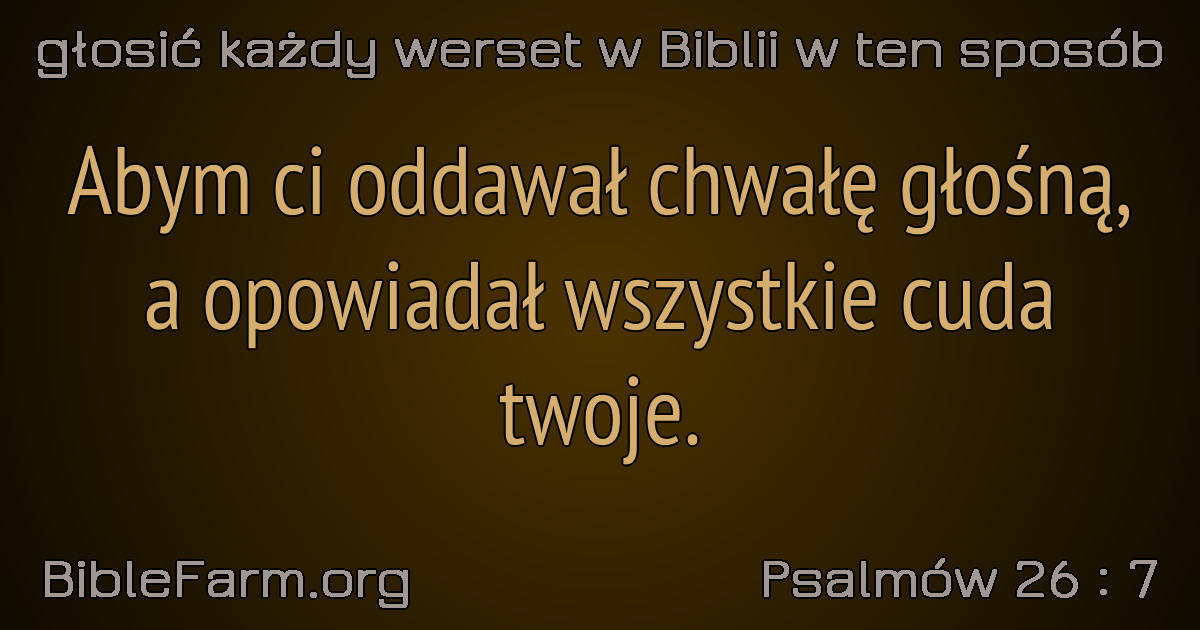 głosić każdy werset w Biblii w ten sposób
Abym ci oddawał chwałę głośną,
a opowiadał wszystkie cuda
twoje.
BibleFarm.org
Psalmów 26 : 7